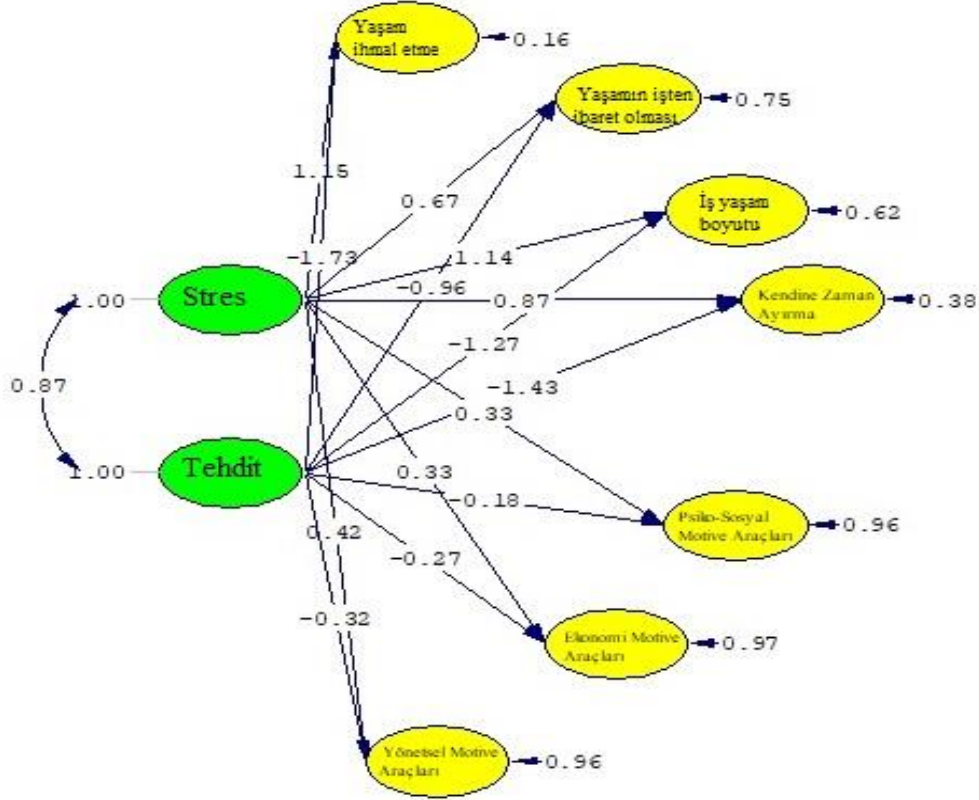 Yaşam
ihmal etme
0.16
Yaşamın işten
ibaret olması
0.75
1.15
0.67
İş yaşam
boyutu
0.62
-1.73
1.14
Stres
1.00
-0.96
0.87
Kendine Zaman
Ayırma
0.38
-1.27
0.87
-1.43
0.33
Tehdit
1.00
0.33
-0.18
Psiko-Sosyal
Motive Araçları
0.96
0.42
-0.27
-0.32
Ekonomi Motive
Araçları
0.97
Yönetsel Motive
Araçları
0.96